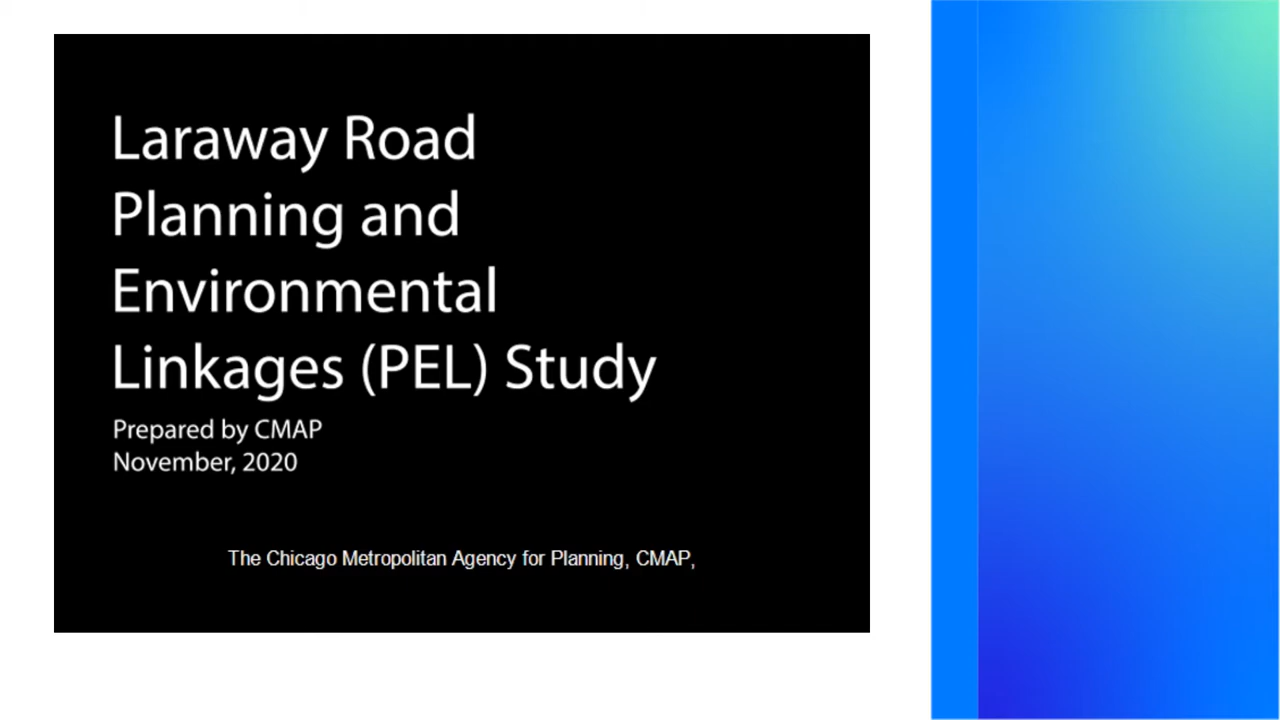 Laraway Road
Planning and
Environmental
Linkages (PEL) Study
Prepared by CMAP
November, 2020
The Chicago Metropolitan Agency for Planning, CMAP,